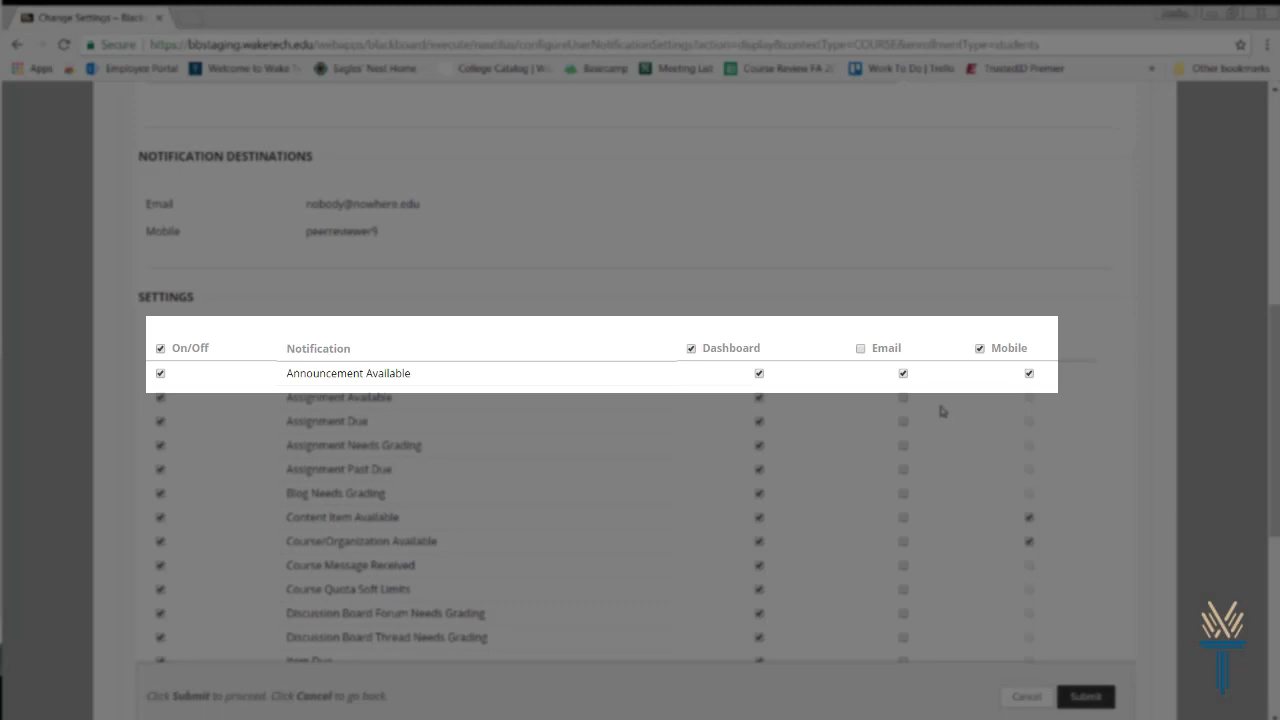 Change Settings – Black
Secure https://bbstaging.waketech.edu/webapps/blackboard/execute/nautilus/configureUserNotificationSettings?action=display&contextType=COURSE&enrollmentType=students
Apps Employee Portal Welcome to Wake T Eagles' Nest Home College Catalog | W Basecamp Meeting List Course Review FA 2 Work To Do | Trello TrustedID Premier » Other bookmarks
NOTIFICATION DESTINATIONS
Email nobody@nowhere.edu
Mobile peerreviewer9
SETTINGS
On/Off Notification Dashboard Email Mobile
Announcement Available
Assignment Available
Assignment Due
Assignment Needs Grading
Assignment Past Due
Blog Needs Grading
Content Item Available
Course/Organization Available
Course Message Received
Course Quota Soft Limits
Discussion Board Forum Needs Grading
Discussion Board Thread Needs Grading
Item Due
Click Submit to proceed. Click Cancel to go back.
Cancel Submit